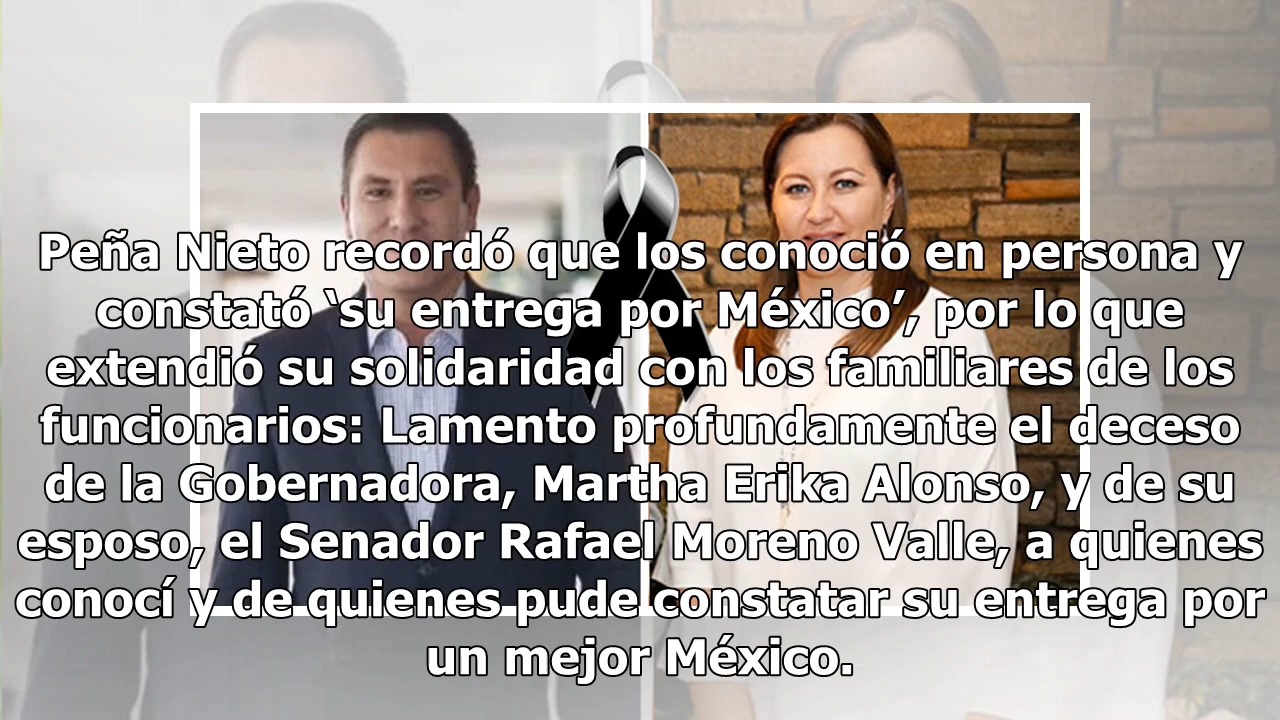 Peña Nieto recordó que los conoció en persona y
constató ‘su entrega por México’, por lo que
extendió su solidaridad con los familiares de los
funcionarios: Lamento profundamente el deceso
de la Gobernadora, Martha Erika Alonso, y de su
esposo, el Senador Rafael Moreno Valle, a quienes
conocí y de quienes pude constatar su entrega por
un mejor México.